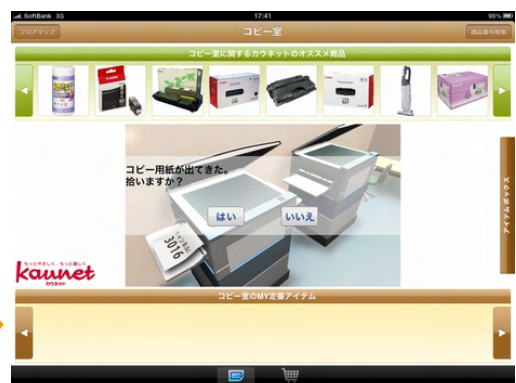 SoftBank 3G
17:41
90%
フロアマップ
コピー室
商品番号検索
コピー室に関するカウネットのオススメ商品
コピー用紙が出てきた。
拾いますか？
はい
いいえ
3016
アイテムボックス
もっとやさしく、もっと楽しく
kaunet
カウネット
コピー室のMY定番アイテム